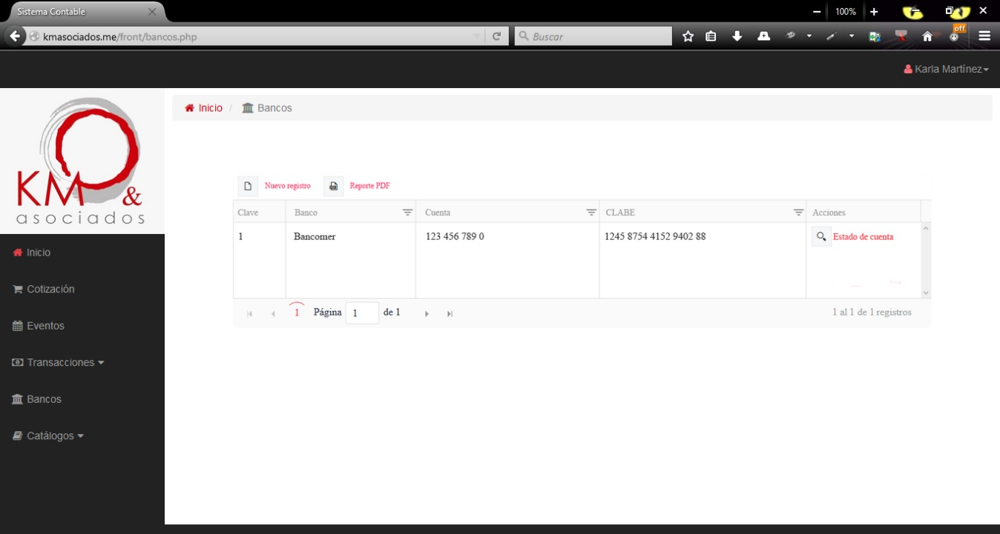 Sistema Contable
100%
kmasociados.me/front/bancos.php
Buscar
off
Karla Martínez
KM &
asociados
Inicio / Bancos
Inicio
Cotización
Eventos
Transacciones
Bancos
Catálogos
Nuevo registro Reporte PDF
Clave Banco Cuenta CLABE Acciones
1 Bancomer 123 456 789 0 1245 8754 4152 9402 88 Estado de cuenta
1 Página 1 de 1 1 al 1 de 1 registros